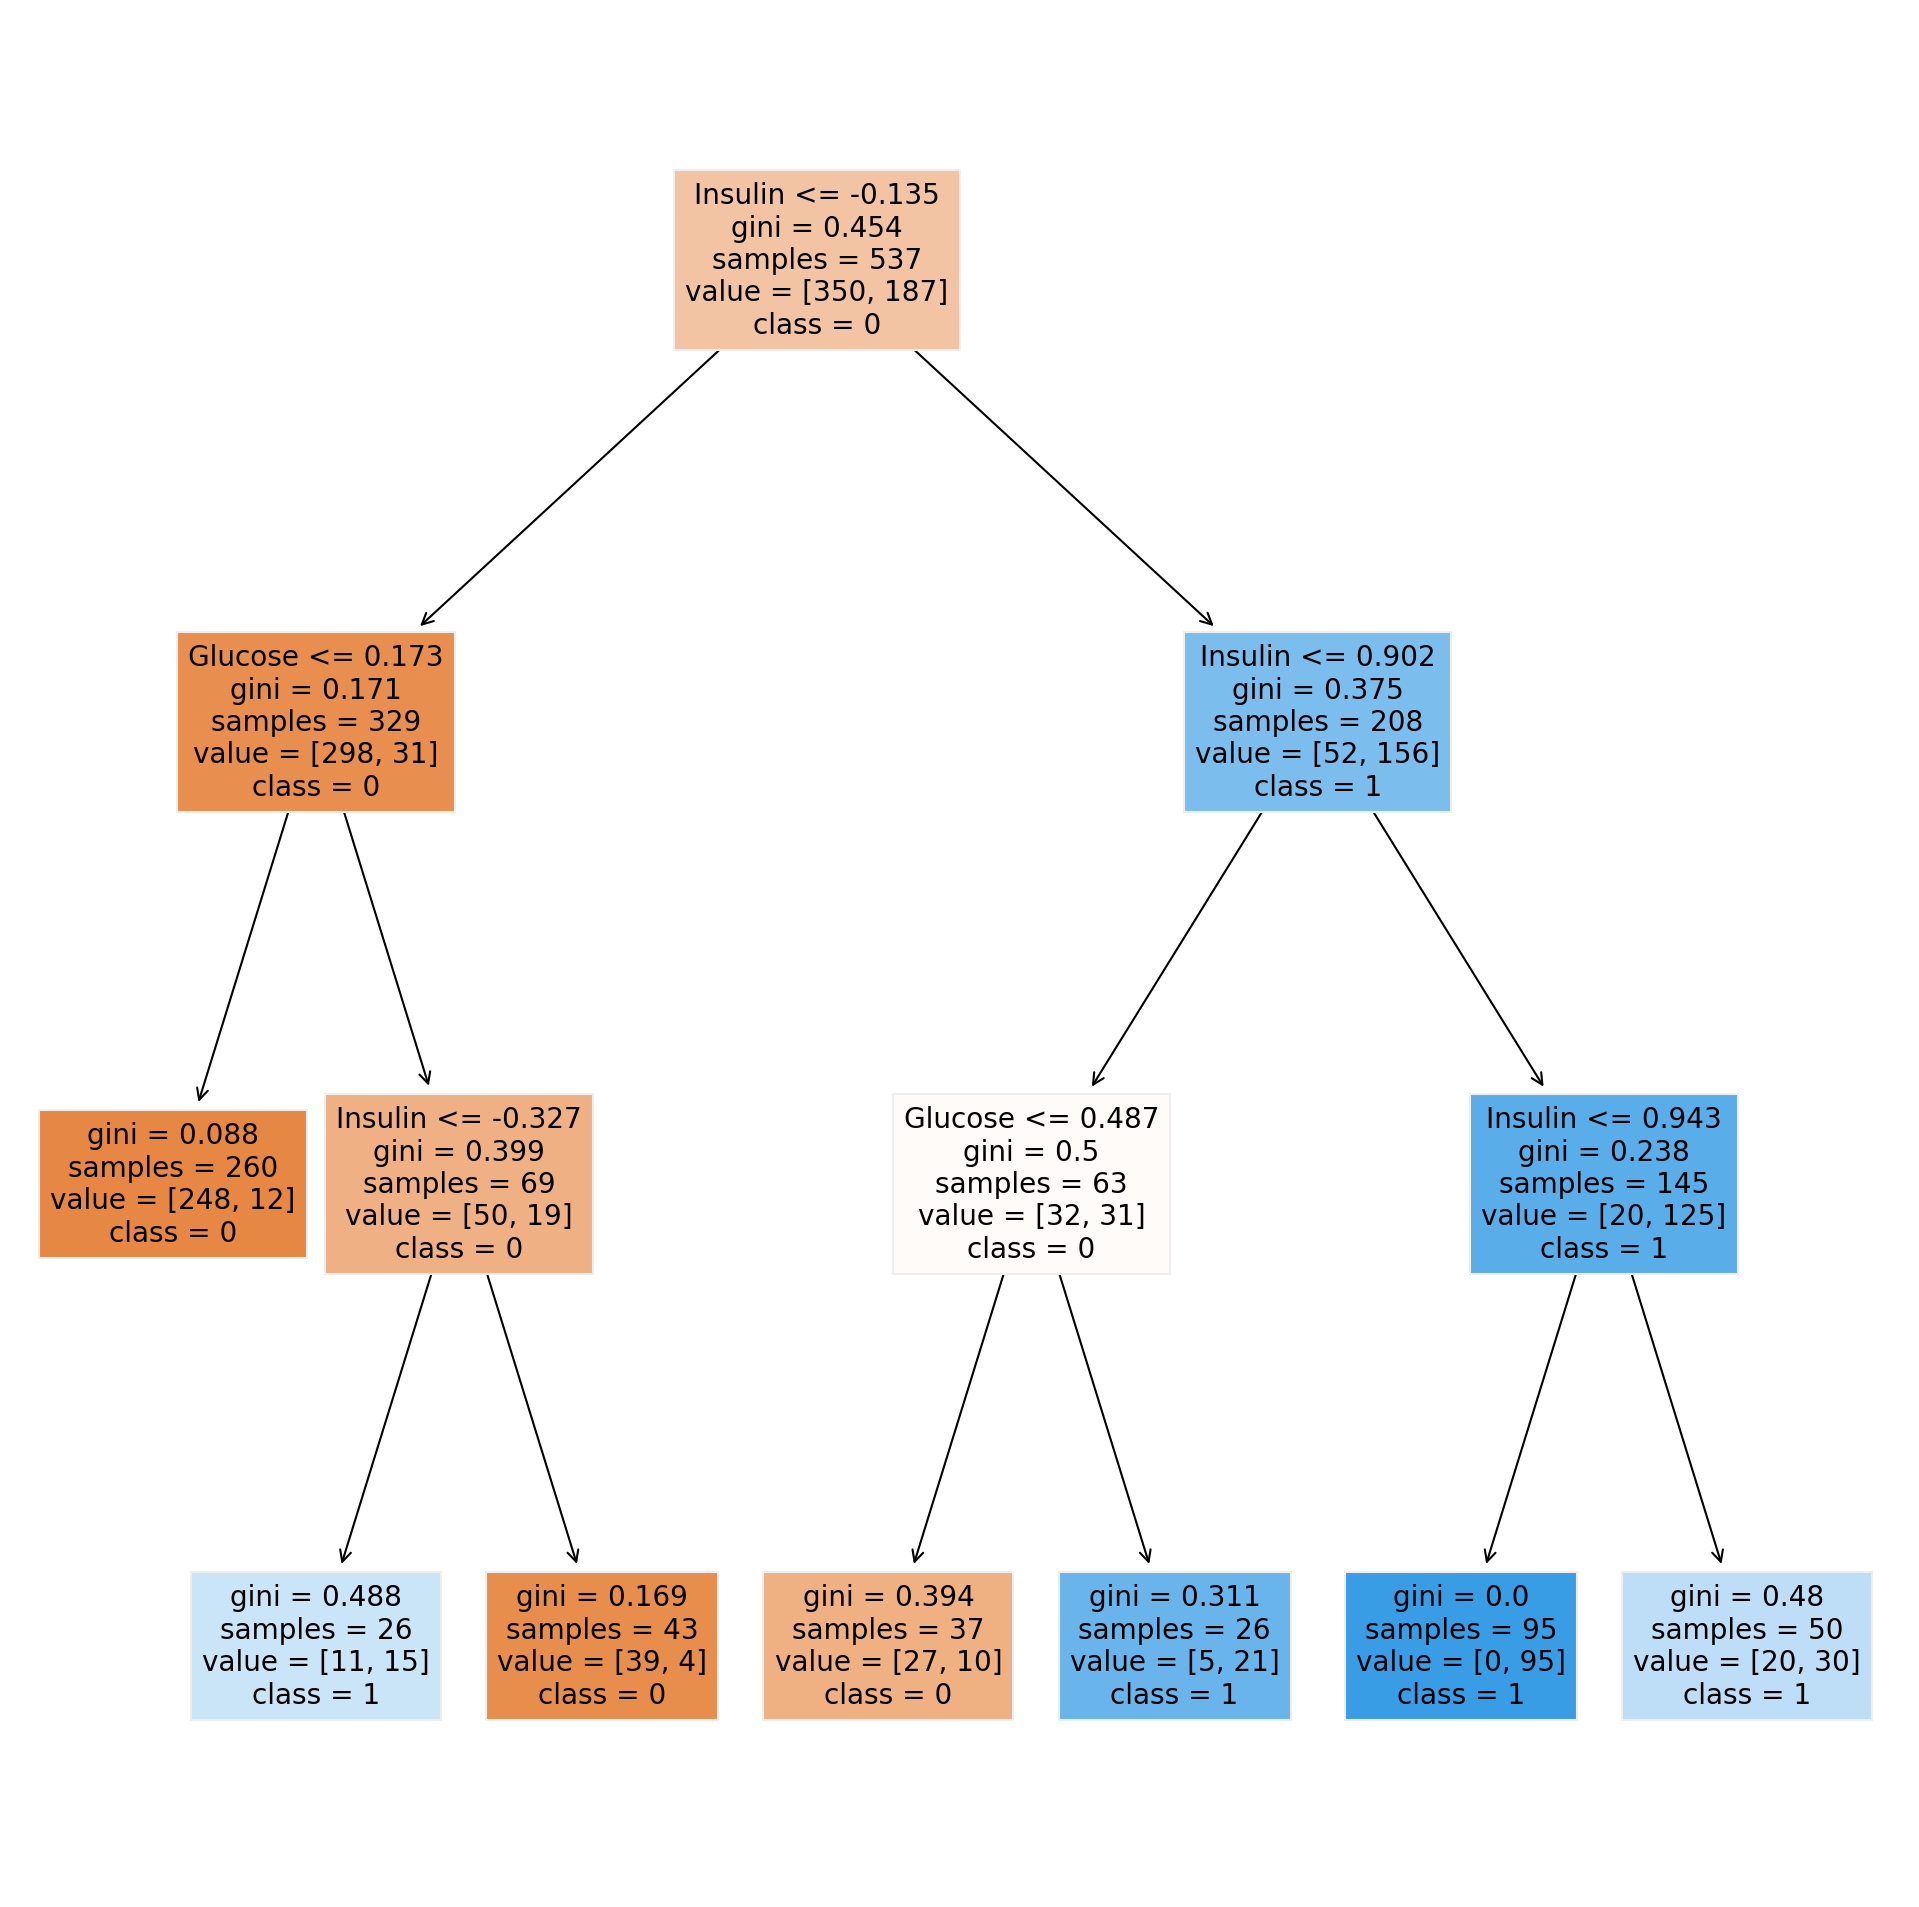 Insulin <= -0.135
gini = 0.454
samples = 537
value = [350, 187]
class = 0
Glucose <= 0.173
gini = 0.171
samples = 329
value = [298, 31]
class = 0
Insulin <= 0.902
gini = 0.375
samples = 208
value = [52, 156]
class = 1
gini = 0.088
samples = 260
value = [248, 12]
class = 0
Insulin <= -0.327
gini = 0.399
samples = 69
value = [50, 19]
class = 0
Glucose <= 0.487
gini = 0.5
samples = 63
value = [32, 31]
class = 0
Insulin <= 0.943
gini = 0.238
samples = 145
value = [20, 125]
class = 1
gini = 0.488
samples = 26
value = [11, 15]
class = 1
gini = 0.169
samples = 43
value = [39, 4]
class = 0
gini = 0.394
samples = 37
value = [27, 10]
class = 0
gini = 0.311
samples = 26
value = [5, 21]
class = 1
gini = 0.0
samples = 95
value = [0, 95]
class = 1
gini = 0.48
samples = 50
value = [20, 30]
class = 1